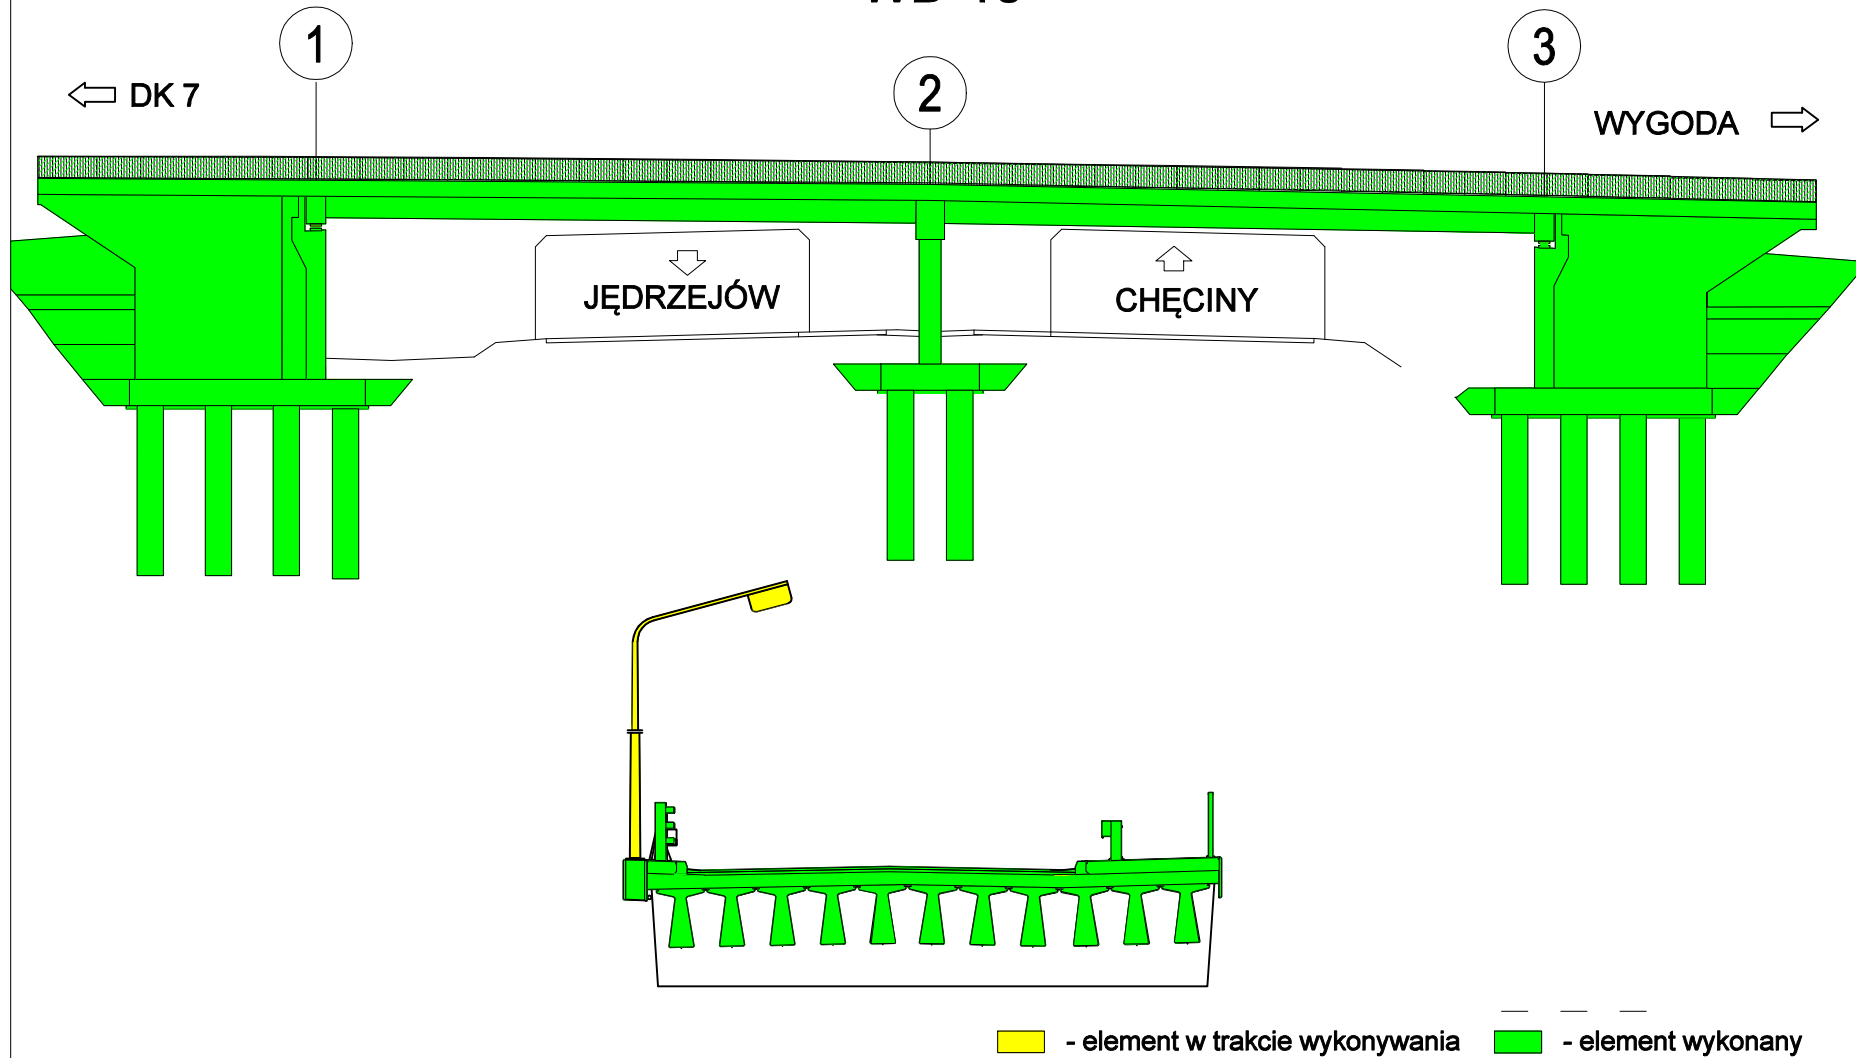 1
2
3
DK 7
WYGODA
JĘDRZEJÓW
CHĘCINY
- element w trakcie wykonywania
- element wykonany